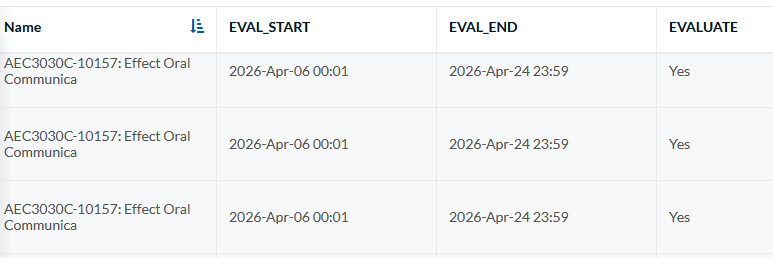 Name EVAL_START EVAL_END EVALUATE
AEC3030C-10157: Effect Oral
Communica
2026-Apr-06 00:01 2026-Apr-24 23:59 Yes
AEC3030C-10157: Effect Oral
Communica
2026-Apr-06 00:01 2026-Apr-24 23:59 Yes
AEC3030C-10157: Effect Oral
Communica
2026-Apr-06 00:01 2026-Apr-24 23:59 Yes